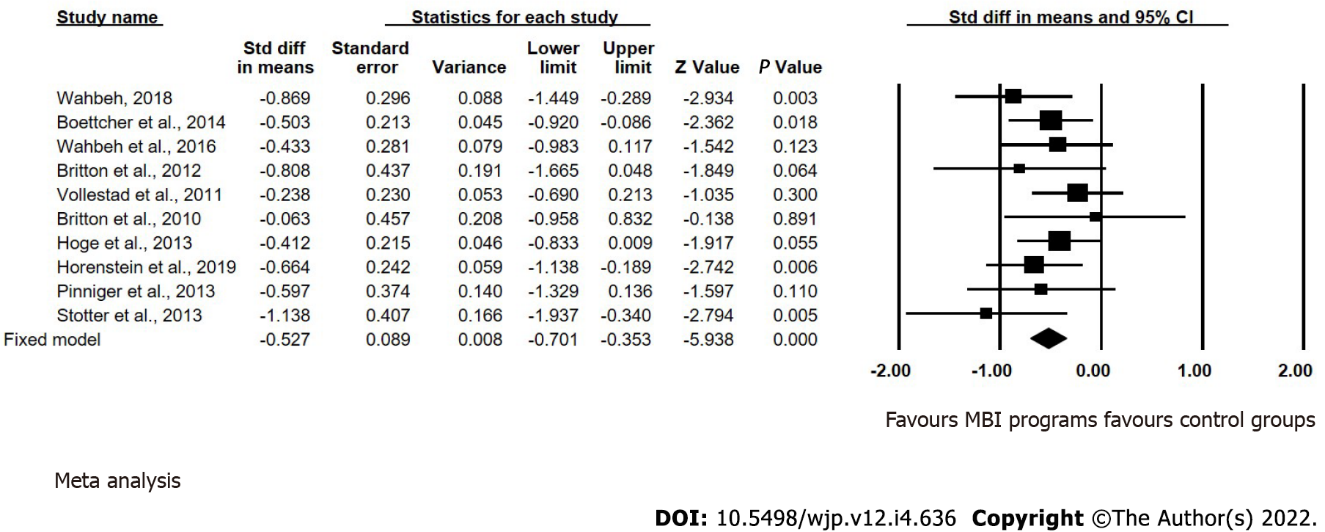 Study name Statistics for each study Std diff in means and 95% CI
Std diff Standard Lower Upper
in means error Variance limit limit Z Value P Value
Wahbeh, 2018 -0.869 0.296 0.088 -1.449 -0.289 -2.934 0.003
Boettcher et al., 2014 -0.503 0.213 0.045 -0.920 -0.086 -2.362 0.018
Wahbeh et al., 2016 -0.433 0.281 0.079 -0.983 0.117 -1.542 0.123
Britton et al., 2012 -0.808 0.437 0.191 -1.665 0.048 -1.849 0.064
Vollestad et al., 2011 -0.238 0.230 0.053 -0.690 0.213 -1.035 0.300
Britton et al., 2010 -0.063 0.457 0.208 -0.958 0.832 -0.138 0.891
Hoge et al., 2013 -0.412 0.215 0.046 -0.833 0.009 -1.917 0.055
Horenstein et al., 2019 -0.664 0.242 0.059 -1.138 -0.189 -2.742 0.006
Pinniger et al., 2013 -0.597 0.374 0.140 -1.329 0.136 -1.597 0.110
Stotter et al., 2013 -1.138 0.407 0.166 -1.937 -0.340 -2.794 0.005
Fixed model -0.527 0.089 0.008 -0.701 -0.353 -5.938 0.000
-2.00 -1.00 0.00 1.00 2.00
Favours MBI programs favours control groups
Meta analysis
DOI: 10.5498/wjp.v12.i4.636 Copyright ©The Author(s) 2022.